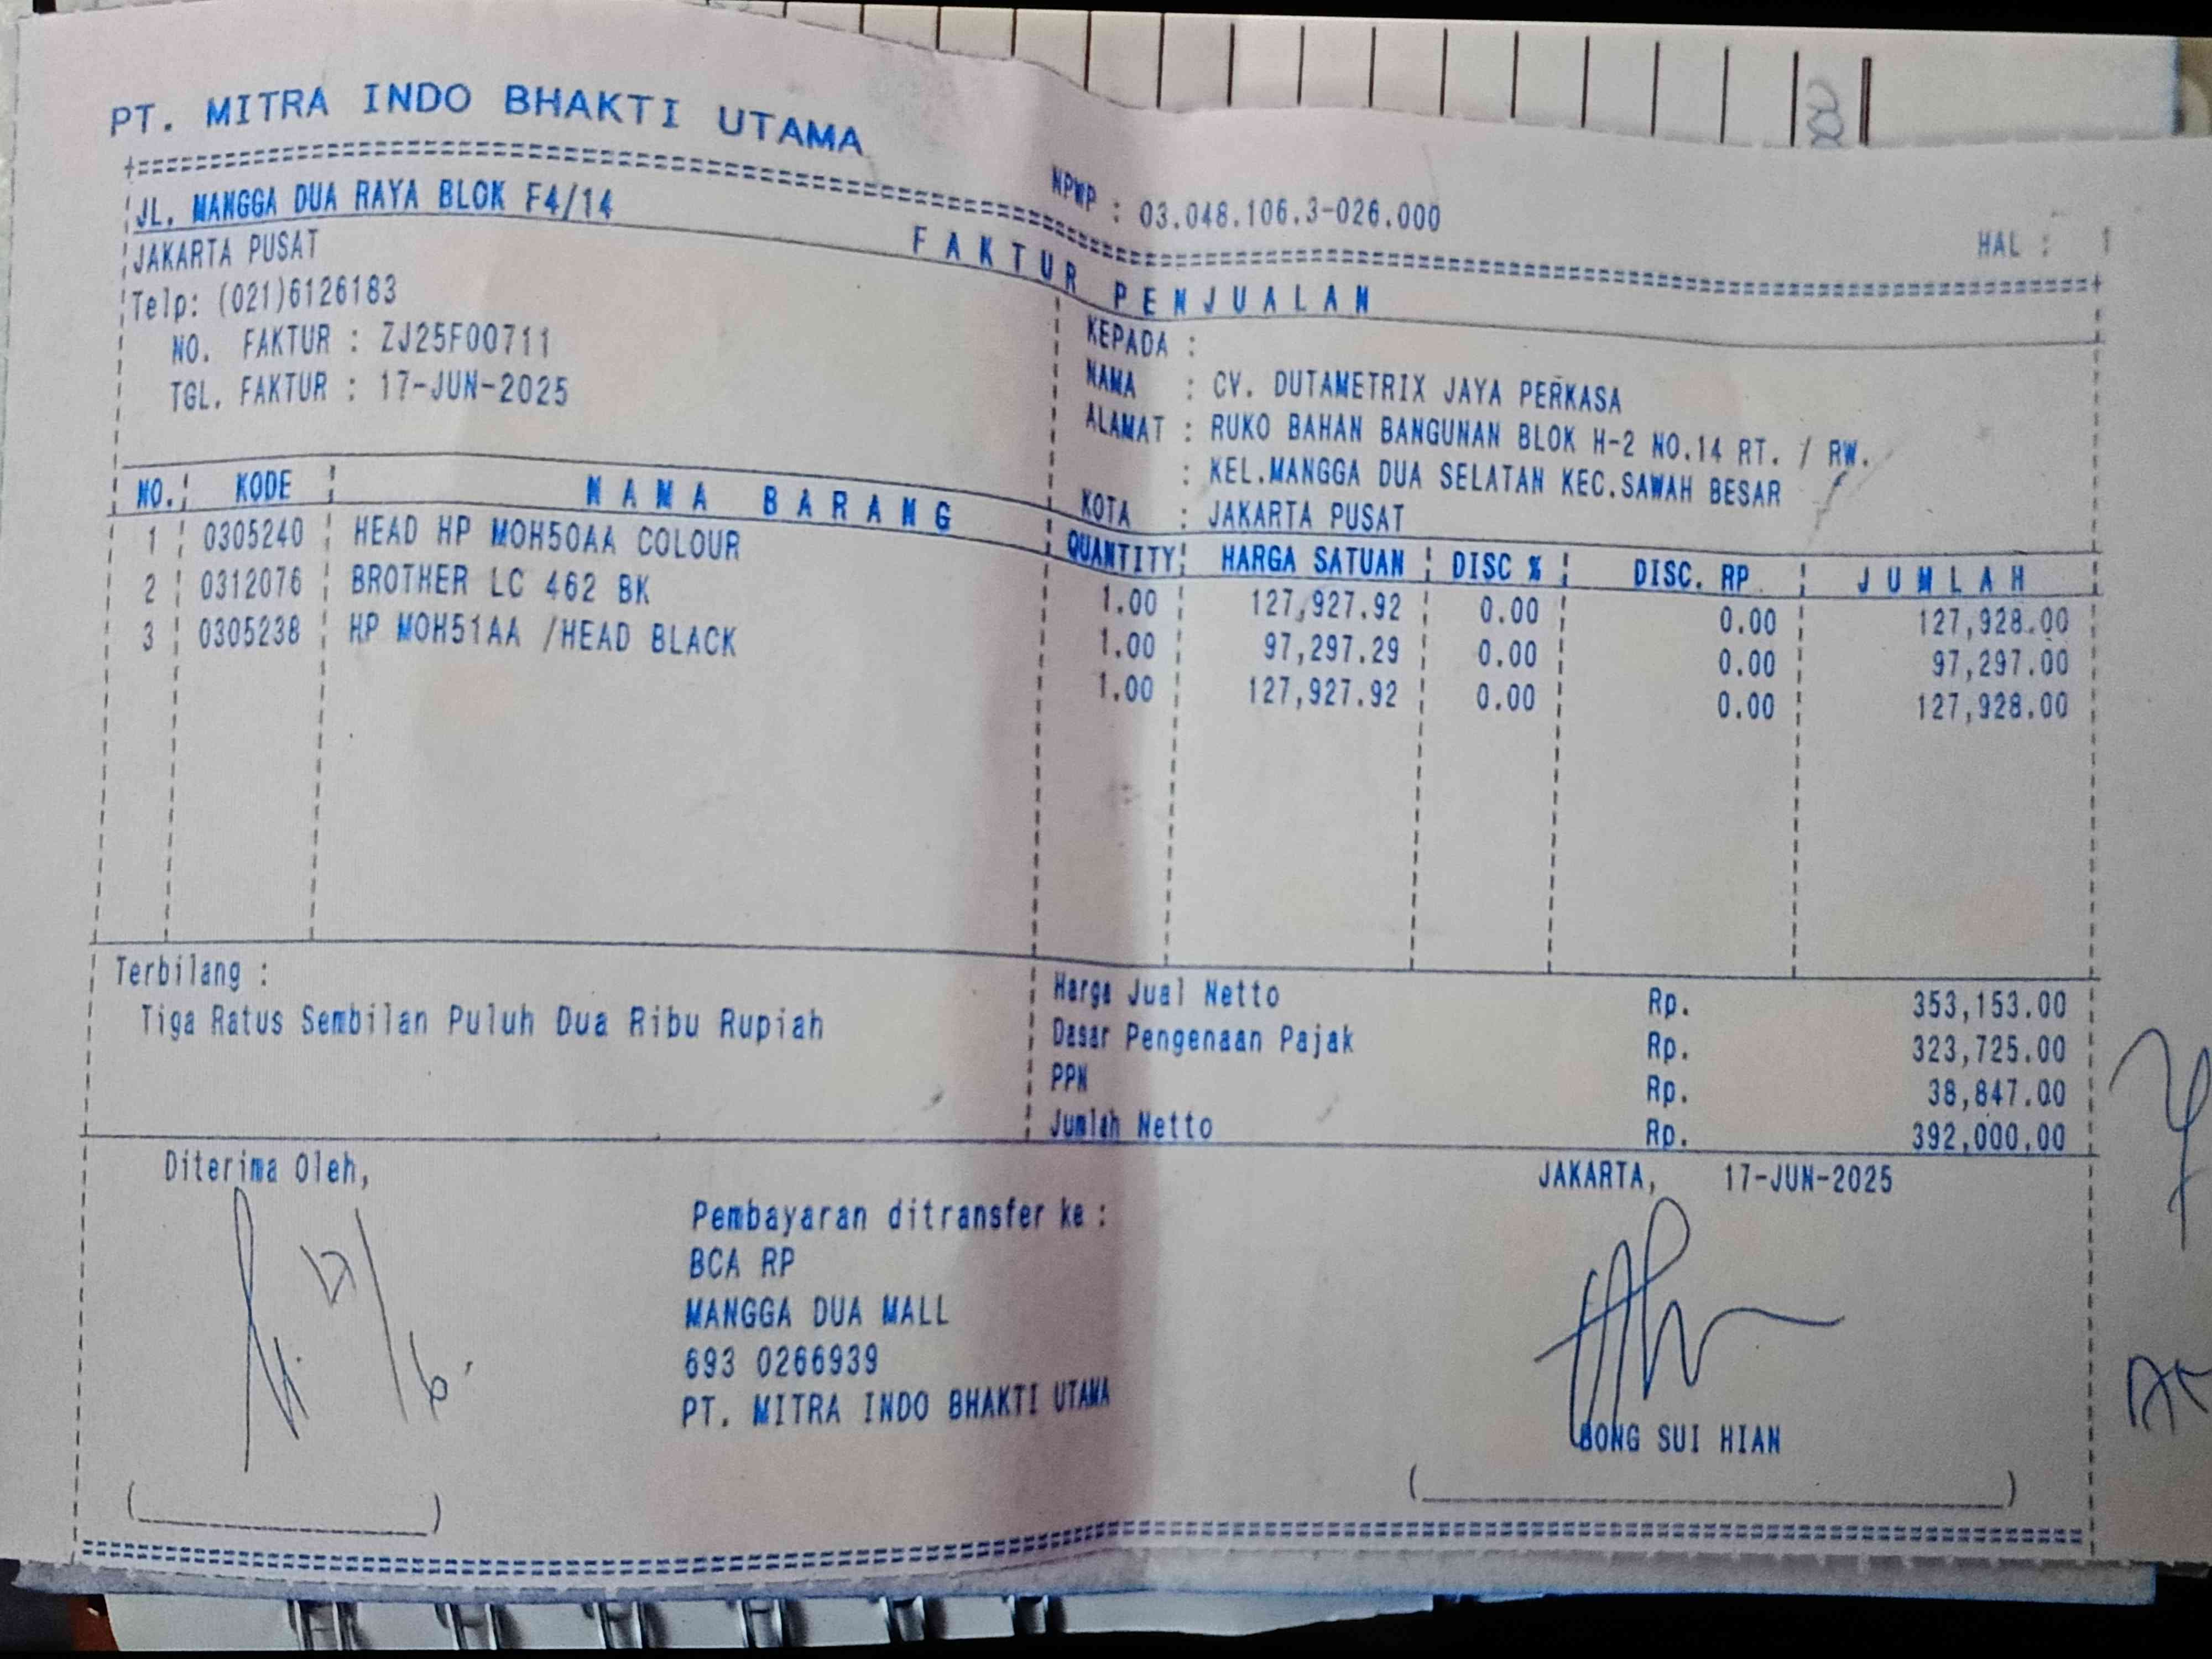 PT. MITRA INDO BHAKTI UTAMA
NPWP : 03.048.106.3-026.000
HAL : 1
JL. MANGGA DUA RAYA BLOK F4/14
JAKARTA PUSAT
Telp: (021)6126183
FAKTUR PENJUALAN
NO. FAKTUR : ZJ25F00711
TGL. FAKTUR : 17-JUN-2025
KEPADA :
NAMA : CV. DUTAMETRIX JAYA PERKASA
ALAMAT : RUKO BAHAN BANGUNAN BLOK H-2 NO.14 RT. / RW.
: KEL.MANGGA DUA SELATAN KEC.SAWAH BESAR
KOTA : JAKARTA PUSAT
NO. KODE NAMA BARANG QUANTITY HARGA SATUAN DISC % DISC. RP JUMLAH
1 0305240 HEAD HP MOH50AA COLOUR 1.00 127,927.92 0.00 0.00 127,928.00
2 0312076 BROTHER LC 462 BK 1.00 97,297.29 0.00 0.00 97,297.00
3 0305238 HP MOH51AA /HEAD BLACK 1.00 127,927.92 0.00 0.00 127,928.00
Terbilang :
Tiga Ratus Sembilan Puluh Dua Ribu Rupiah
Harga Jual Netto Rp. 353,153.00
Dasar Pengenaan Pajak Rp. 323,725.00
PPN Rp. 38,847.00
Jumlah Netto Rp. 392,000.00
Diterima Oleh,
17/6
Pembayaran ditransfer ke :
BCA RP
MANGGA DUA MALL
693 0266939
PT. MITRA INDO BHAKTI UTAMA
JAKARTA, 17-JUN-2025
BONG SUI HIAN